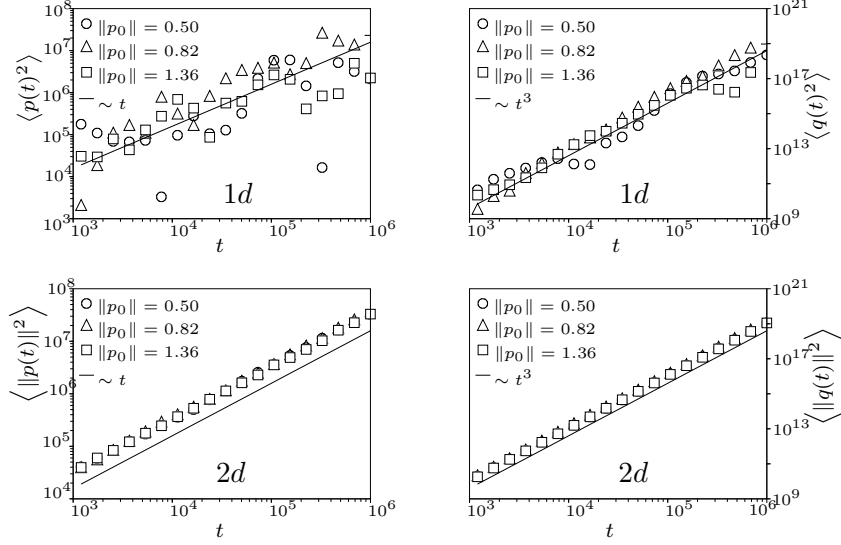 10^8
10^7
10^6
10^5
10^4
10^3
⟨p(t)^2⟩
∥p_0∥ = 0.50
∥p_0∥ = 0.82
∥p_0∥ = 1.36
∼ t
1d
10^3 10^4 10^5 10^6
t
10^21
10^17
10^13
10^9
⟨q(t)^2⟩
∥p_0∥ = 0.50
∥p_0∥ = 0.82
∥p_0∥ = 1.36
∼ t^3
1d
10^3 10^4 10^5 10^6
t
10^8
10^7
10^6
10^5
10^4
⟨∥p(t)∥^2⟩
∥p_0∥ = 0.50
∥p_0∥ = 0.82
∥p_0∥ = 1.36
∼ t
2d
10^3 10^4 10^5 10^6
t
10^21
10^17
10^13
10^9
⟨∥q(t)∥^2⟩
∥p_0∥ = 0.50
∥p_0∥ = 0.82
∥p_0∥ = 1.36
∼ t^3
2d
10^3 10^4 10^5 10^6
t